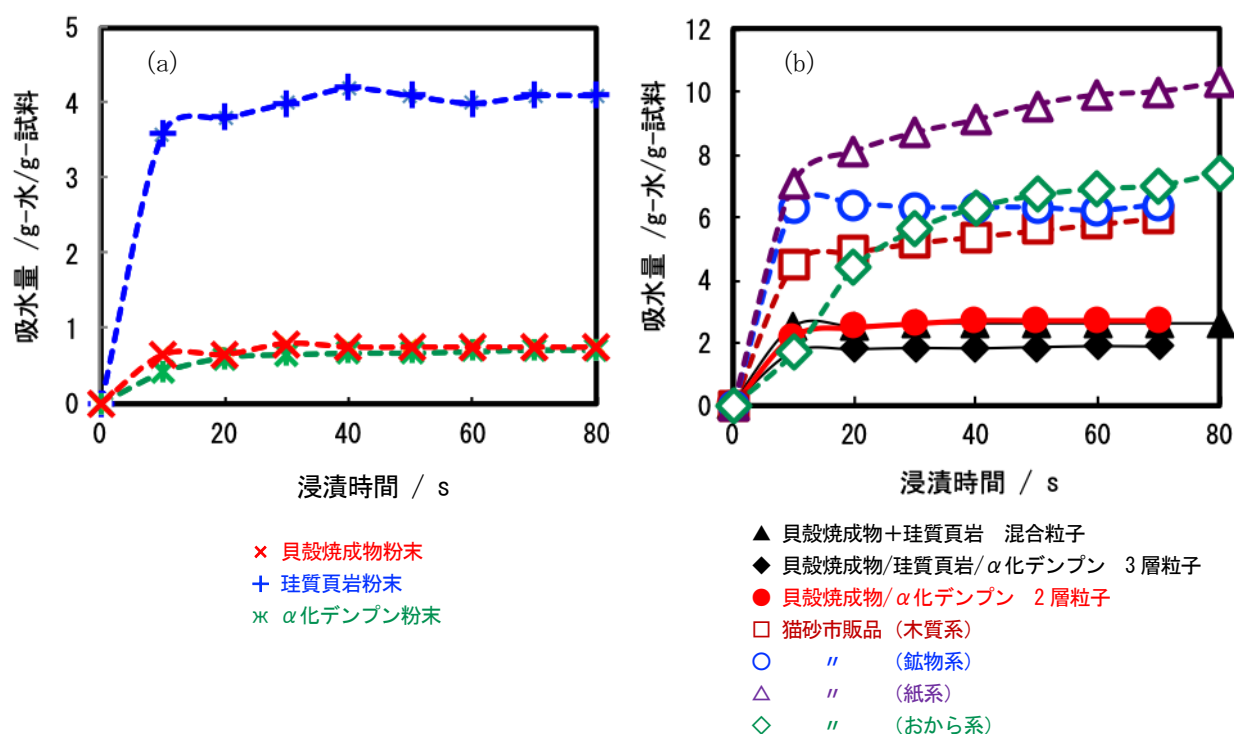 (a)
吸水量 /g-水/g-試料
5
4
3
2
1
0
0 20 40 60 80
浸漬時間 / s
× 貝殻焼成物粉末
+ 珪質頁岩粉末
ж α化デンプン粉末
(b)
吸水量 /g-水/g-試料
12
10
8
6
4
2
0
0 20 40 60 80
浸漬時間 / s
▲ 貝殻焼成物+珪質頁岩 混合粒子
◆ 貝殻焼成物/珪質頁岩/α化デンプン 3層粒子
● 貝殻焼成物/α化デンプン 2層粒子
□ 猫砂市販品(木質系)
○ 〃 (鉱物系)
△ 〃 (紙系)
◇ 〃 (おから系)